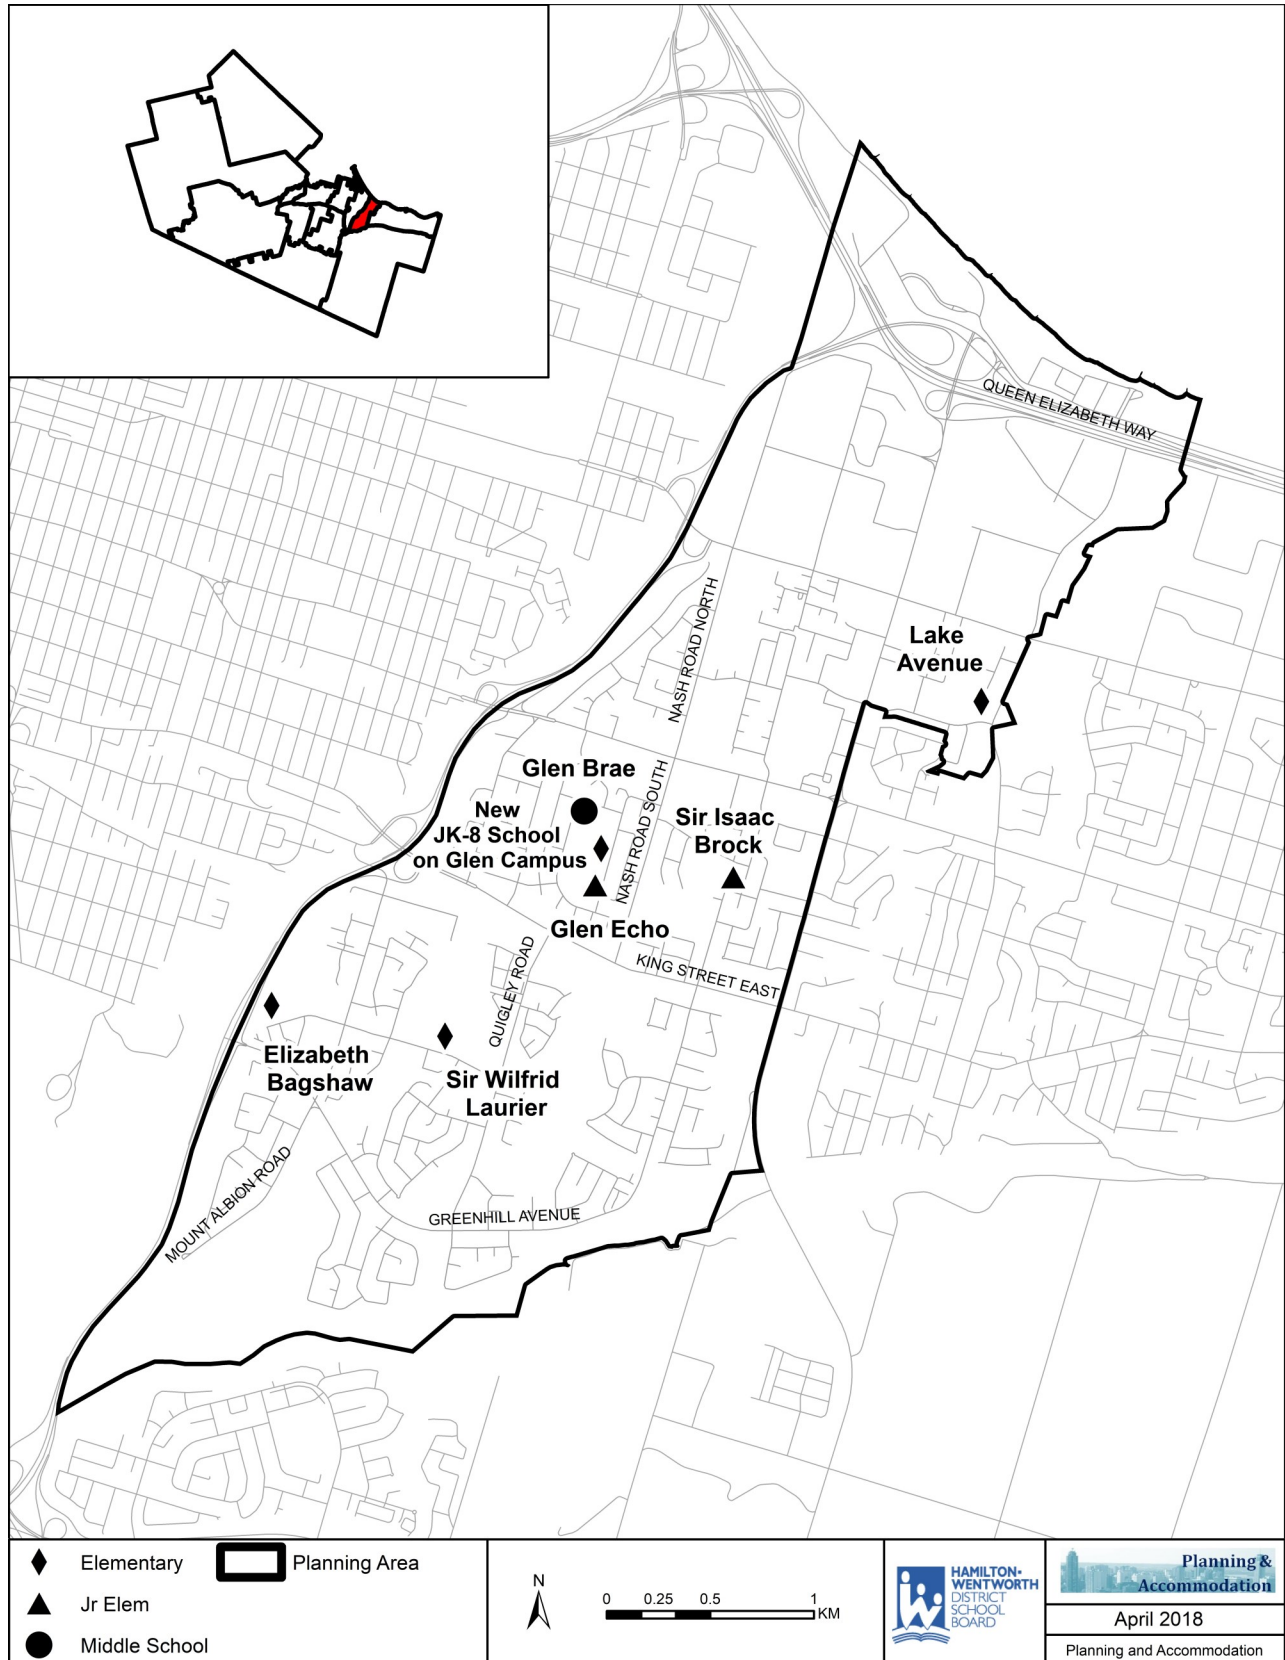 QUEEN ELIZABETH WAY
NASH ROAD NORTH
Lake
Avenue
Glen Brae
NASH ROAD SOUTH
New
JK-8 School
on Glen Campus
Sir Isaac
Brock
Glen Echo
KING STREET EAST
QUIGLEY ROAD
Elizabeth
Bagshaw
Sir Wilfrid
Laurier
MOUNT ALBION ROAD
GREENHILL AVENUE
Elementary
Planning Area
Jr Elem
Middle School
N
0 0.25 0.5 1
KM
HAMILTON-
WENTWORTH
DISTRICT
SCHOOL
BOARD
Planning &
Accommodation
April 2018
Planning and Accommodation